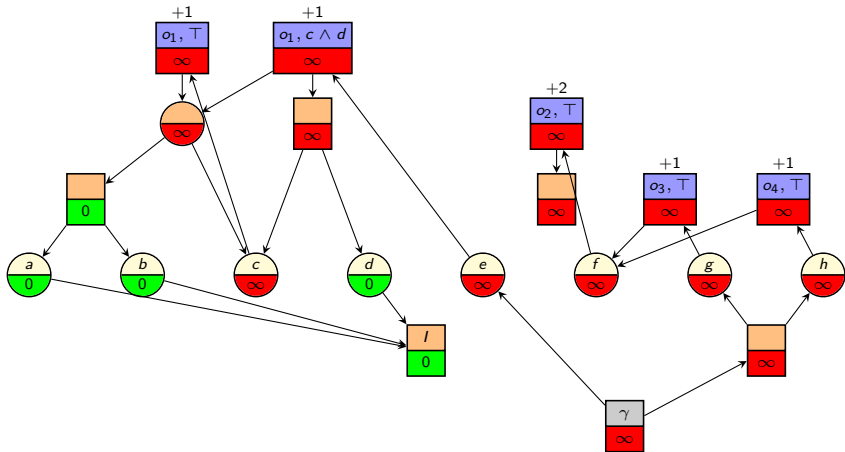 +1 +1
o₁, ⊤ o₁, c ∧ d
∞ ∞
+2
o₂, ⊤
∞ ∞ ∞
+1 +1
o₃, ⊤ o₄, ⊤
0 ∞ ∞ ∞
a b c d e f g h
0 0 ∞ 0 ∞ ∞ ∞ ∞
I
0 ∞
γ
∞